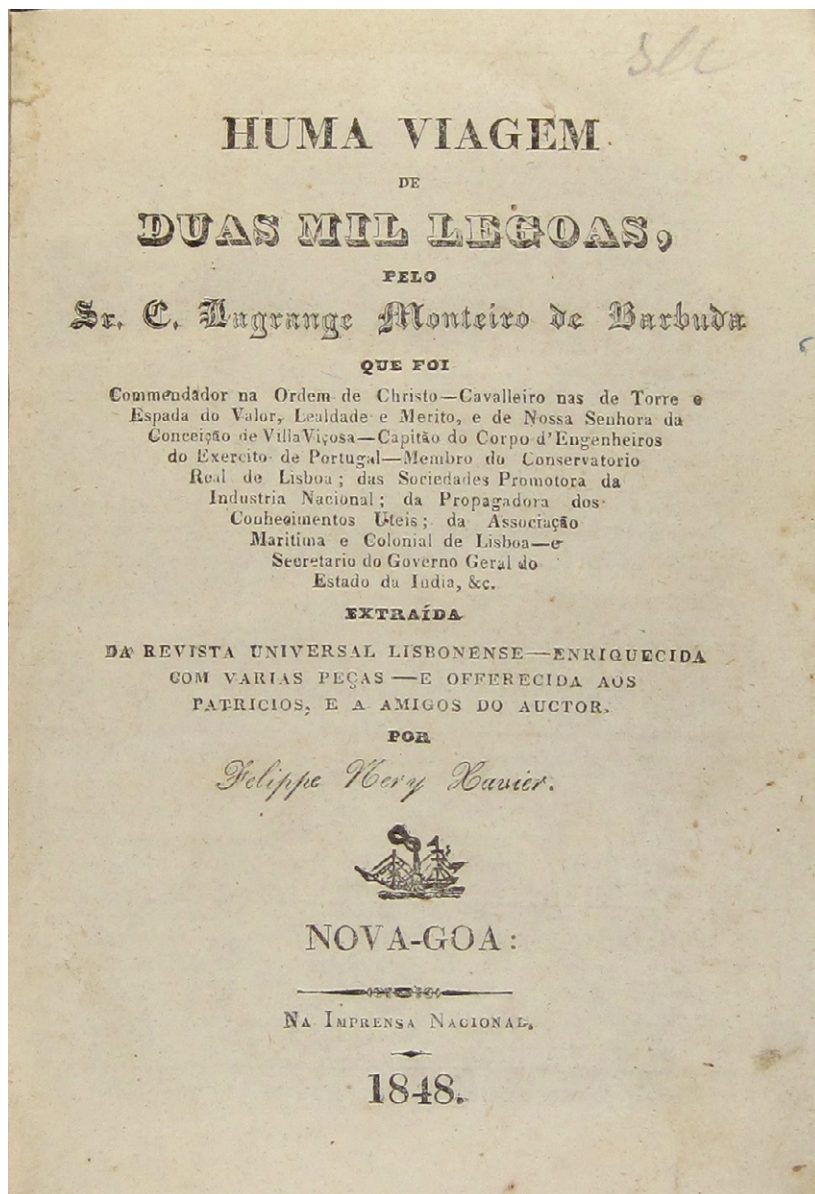 HUMA VIAGEM
DE
DUAS MIL LEGOAS,
PELO
Sr. C. Lagrange Monteiro de Barbuda
QUE FOI
Commendador na Ordem de Christo—Cavalleiro nas de Torre e
Espada do Valor, Lealdade e Merito, e de Nossa Senhora da
Conceição de Villa Viçosa—Capitão do Corpo d'Engenheiros
do Exercito de Portugal—Membro do Conservatorio
Real de Lisboa; das Sociedades Promotora da
Industria Nacional; da Propagadora dos
Conhecimentos Uteis; da Associação
Maritima e Colonial de Lisboa—e
Secretario do Governo Geral do
Estado da India, &c.
EXTRAÍDA
DA REVISTA UNIVERSAL LISBONENSE—ENRIQUECIDA
COM VARIAS PEÇAS—E OFFERECIDA AOS
PATRICIOS, E A AMIGOS DO AUCTOR,
POR
Felippe Nery Xavier.
NOVA-GOA:
NA IMPRENSA NACIONAL,
1848.